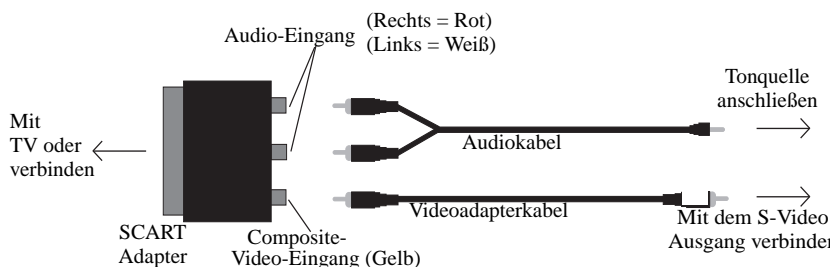 Audio-Eingang
(Rechts = Rot)
(Links = Weiß)
Tonquelle
anschließen
Mit
TV oder
verbinden
Audiokabel
Videoadapterkabel
SCART
Adapter
Composite-
Video-Eingang (Gelb)
Mit dem S-Video
Ausgang verbinden